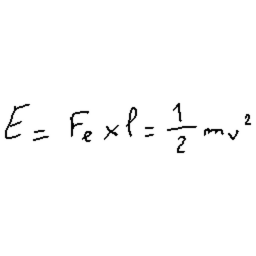 E = Fₑ × l = 1/2 mv²